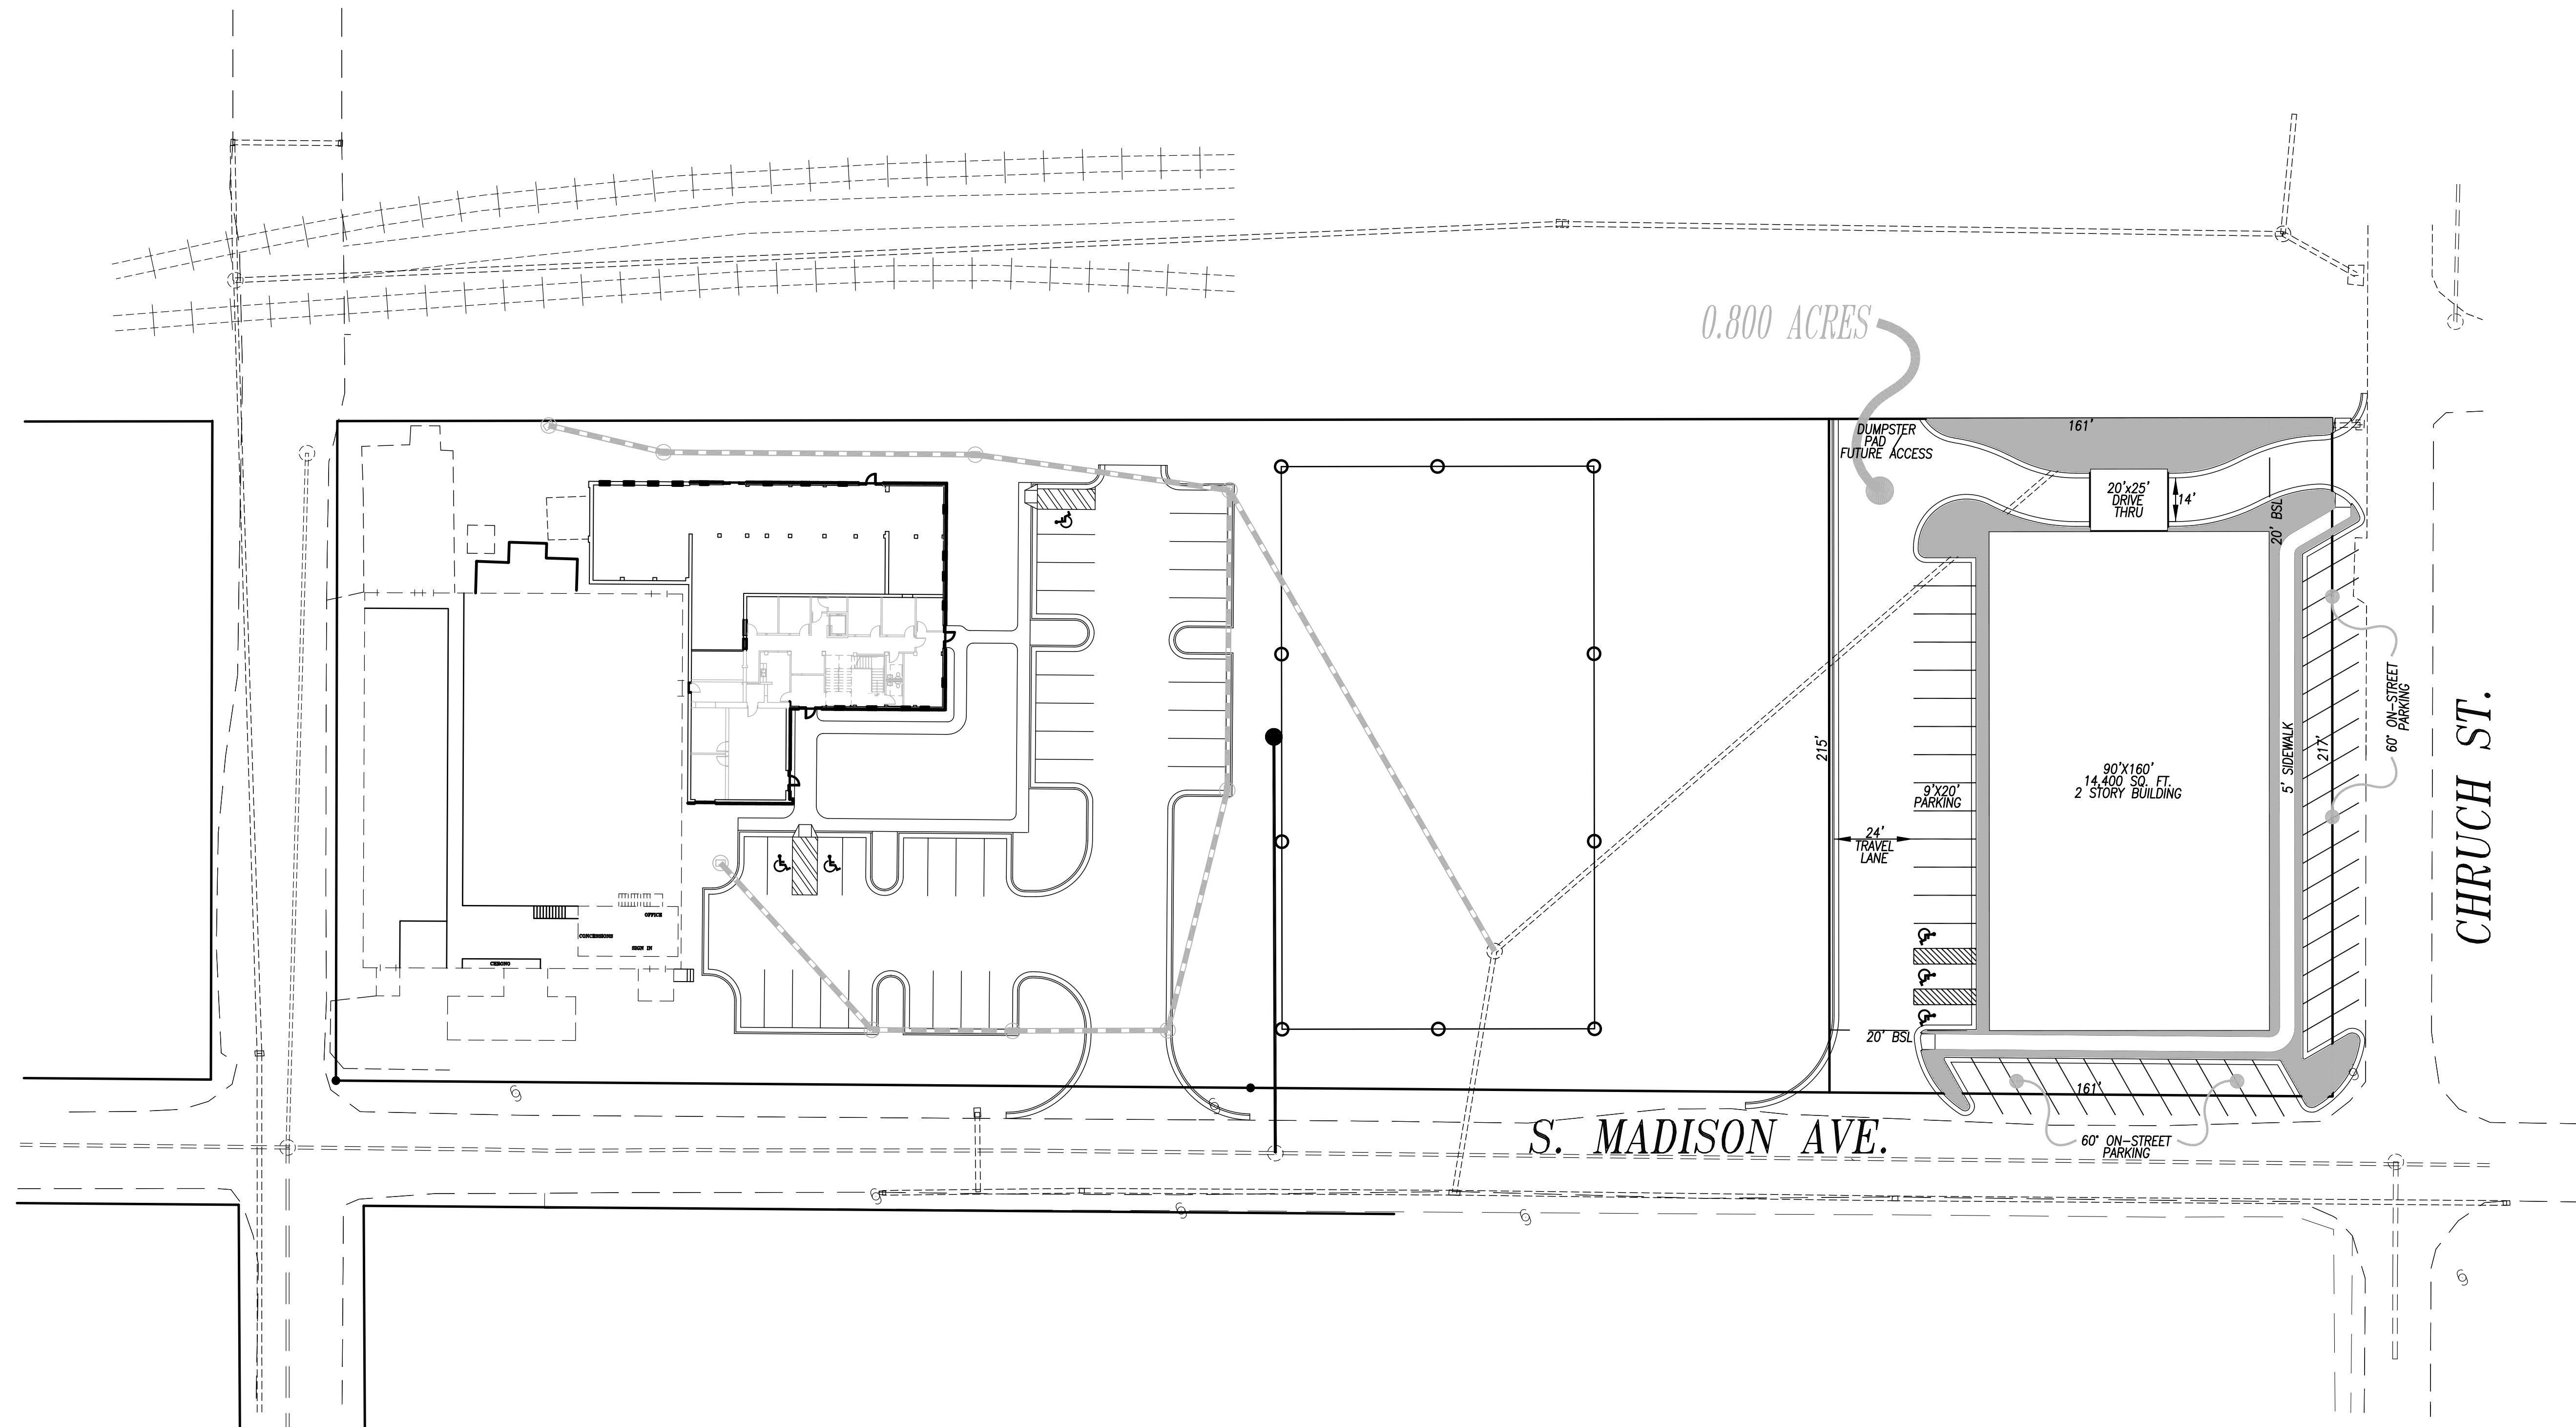 0.800 ACRES
161'
DUMPSTER
PAD
FUTURE ACCESS
20'x25'
DRIVE
THRU
14'
20' BSL
60° ON-STREET
PARKING
CHRUCH ST.
215'
217'
5' SIDEWALK
90'X160'
14,400 SQ. FT.
2 STORY BUILDING
9'X20'
PARKING
24'
TRAVEL
LANE
OFFICE
CONCESSIONS
SIGN IN
CHRONO
20' BSL
161'
S. MADISON AVE.
60° ON-STREET
PARKING